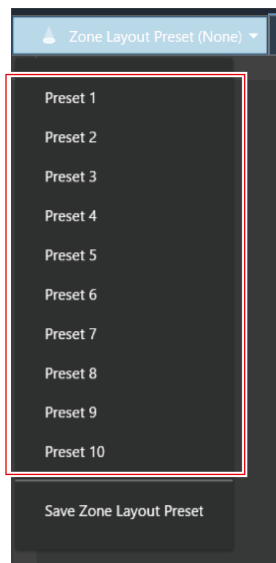 Zone Layout Preset (None)
Preset 1
Preset 2
Preset 3
Preset 4
Preset 5
Preset 6
Preset 7
Preset 8
Preset 9
Preset 10
Save Zone Layout Preset